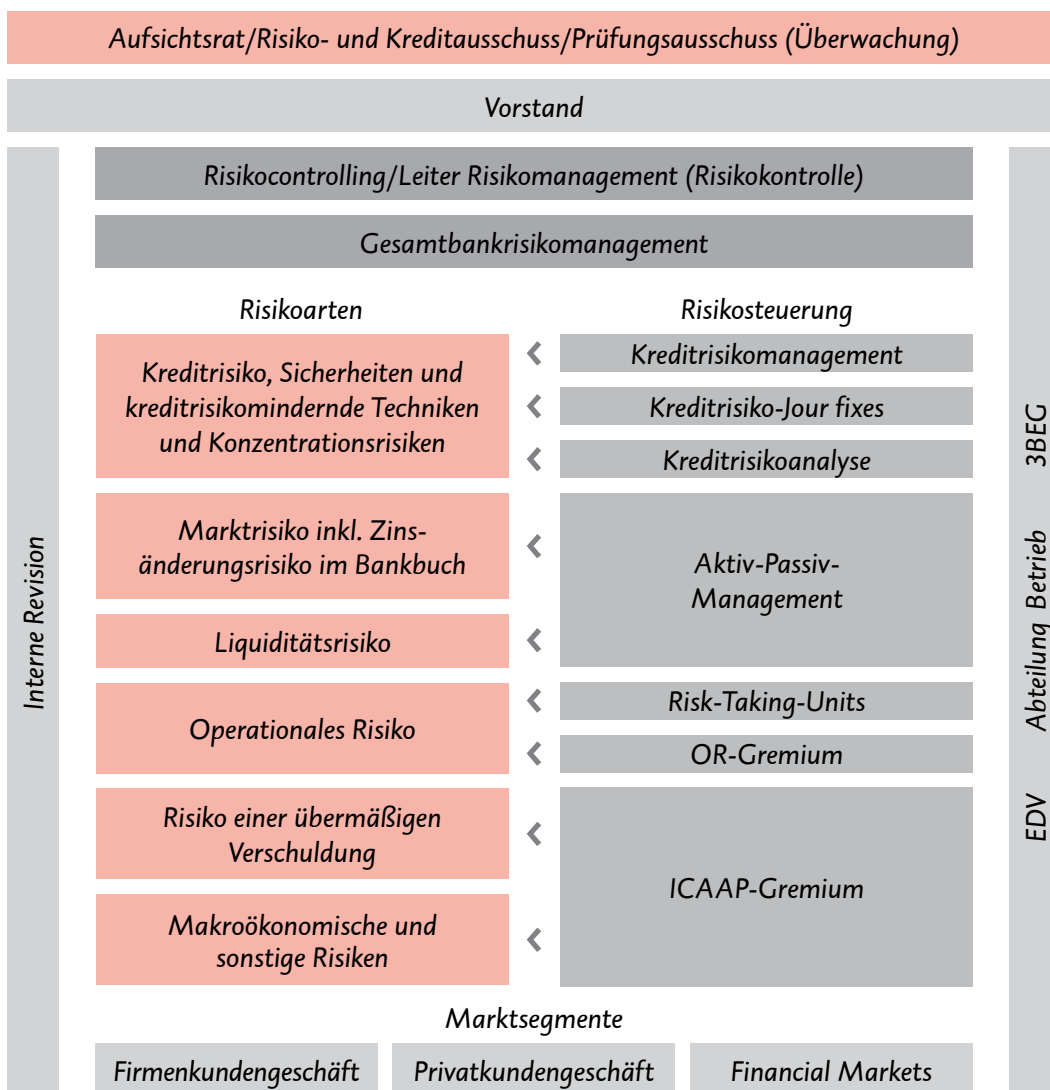 Aufsichtsrat/Risiko- und Kreditausschuss/Prüfungsausschuss (Überwachung)
Vorstand
Interne Revision
Risikocontrolling/Leiter Risikomanagement (Risikokontrolle)
Gesamtbankrisikomanagement
Risikoarten
Kreditrisiko, Sicherheiten und
kreditrisikomindernde Techniken
und Konzentrationsrisiken
Marktrisiko inkl. Zins-
änderungsrisiko im Bankbuch
Liquiditätsrisiko
Operationales Risiko
Risiko einer übermäßigen
Verschuldung
Makroökonomische und
sonstige Risiken
Risikosteuerung
Kreditrisikomanagement
Kreditrisiko-Jour fixes
Kreditrisikoanalyse
Aktiv-Passiv-
Management
Risk-Taking-Units
OR-Gremium
ICAAP-Gremium
EDV Abteilung Betrieb 3BEG
Marktsegmente
Firmenkundengeschäft
Privatkundengeschäft
Financial Markets